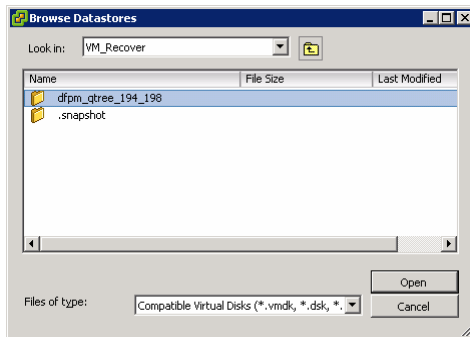 Browse Datastores
Look in: VM_Recover
Name File Size Last Modified
dfpm_qtree_194_198
.snapshot
Open
Files of type: Compatible Virtual Disks (*.vmdk, *.dsk, *.
Cancel